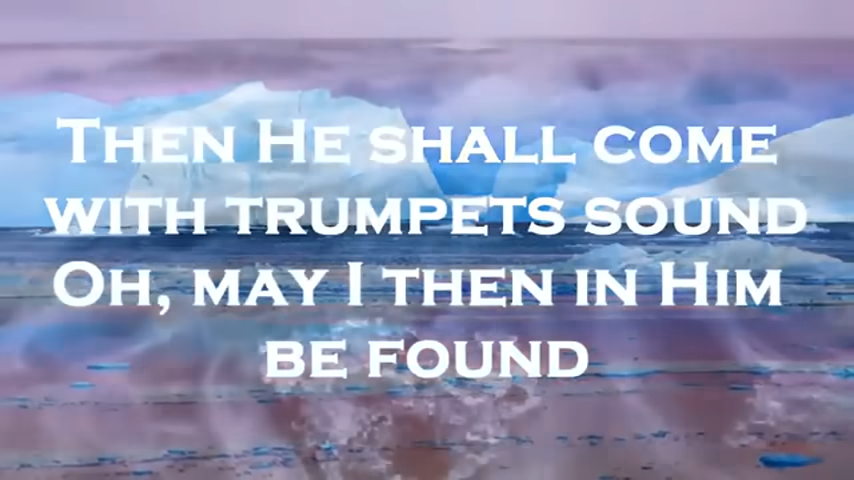 Then He shall come
with trumpets sound
Oh, may I then in Him
be found